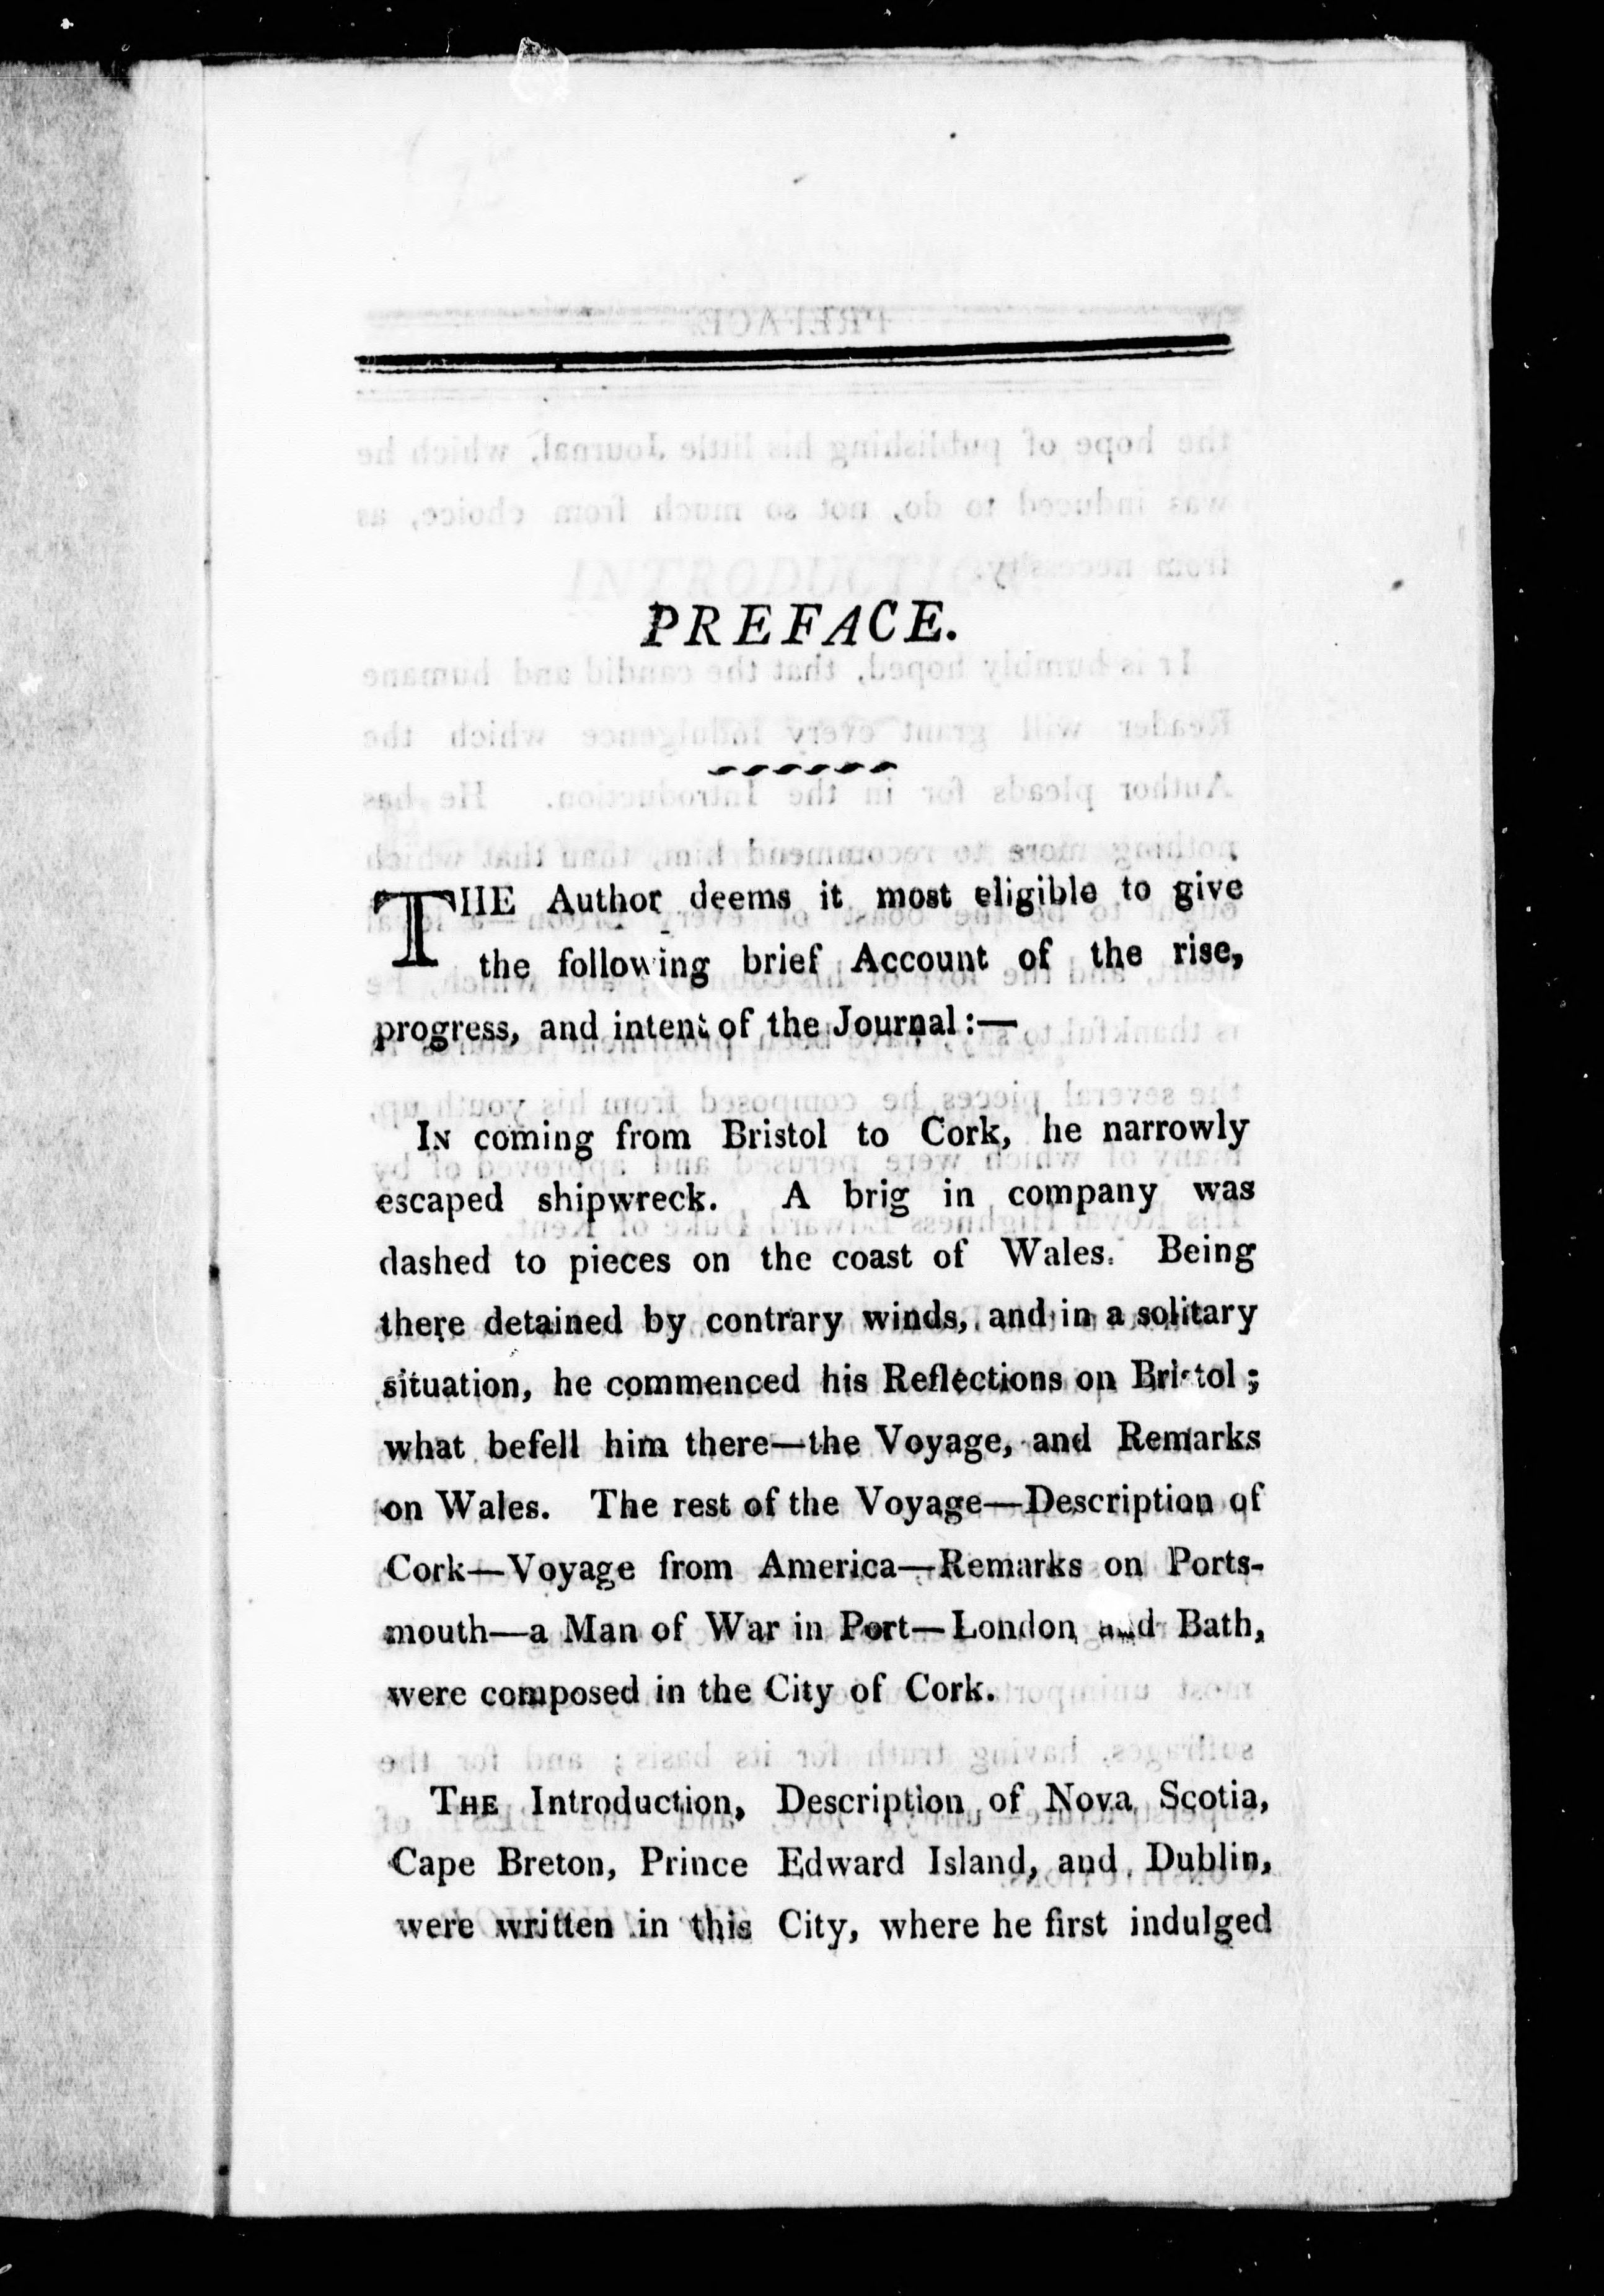 PREFACE.
THE Author deems it most eligible to give
the following brief Account of the rise,
progress, and intent of the Journal:—
IN coming from Bristol to Cork, he narrowly
escaped shipwreck. A brig in company was
dashed to pieces on the coast of Wales. Being
there detained by contrary winds, and in a solitary
situation, he commenced his Reflections on Bristol;
what befell him there—the Voyage, and Remarks
on Wales. The rest of the Voyage—Description of
Cork—Voyage from America—Remarks on Ports-
mouth—a Man of War in Port—London and Bath,
were composed in the City of Cork.
THE Introduction, Description of Nova Scotia,
Cape Breton, Prince Edward Island, and Dublin,
were written in this City, where he first indulged